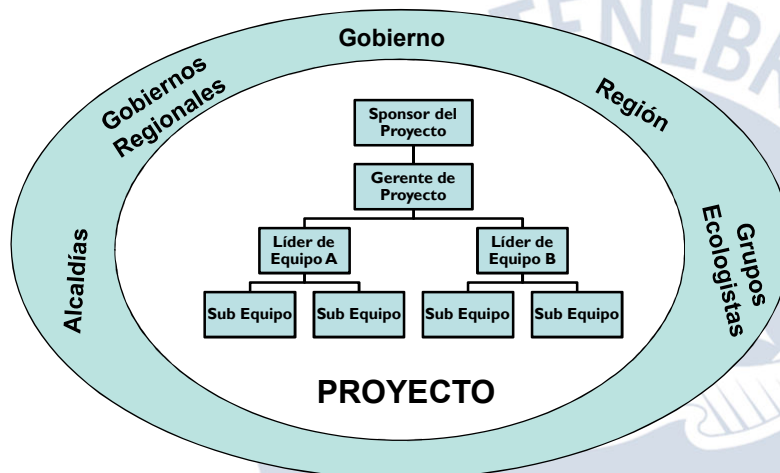 Gobierno
TENEBR
Gobiernos
Regionales
Región
Sponsor del
Proyecto
Gerente de
Proyecto
Líder de
Equipo A
Líder de
Equipo B
Alcaldías
Grupos
Ecologistas
Sub Equipo
Sub Equipo
Sub Equipo
Sub Equipo
PROYECTO